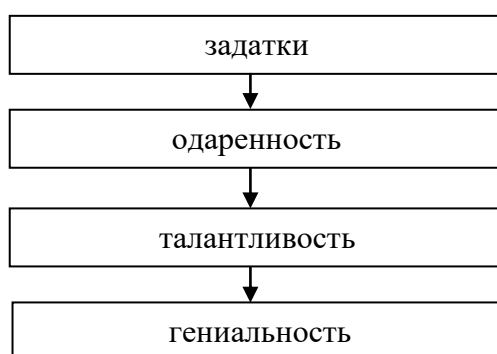 задатки
одаренность
талантливость
гениальность